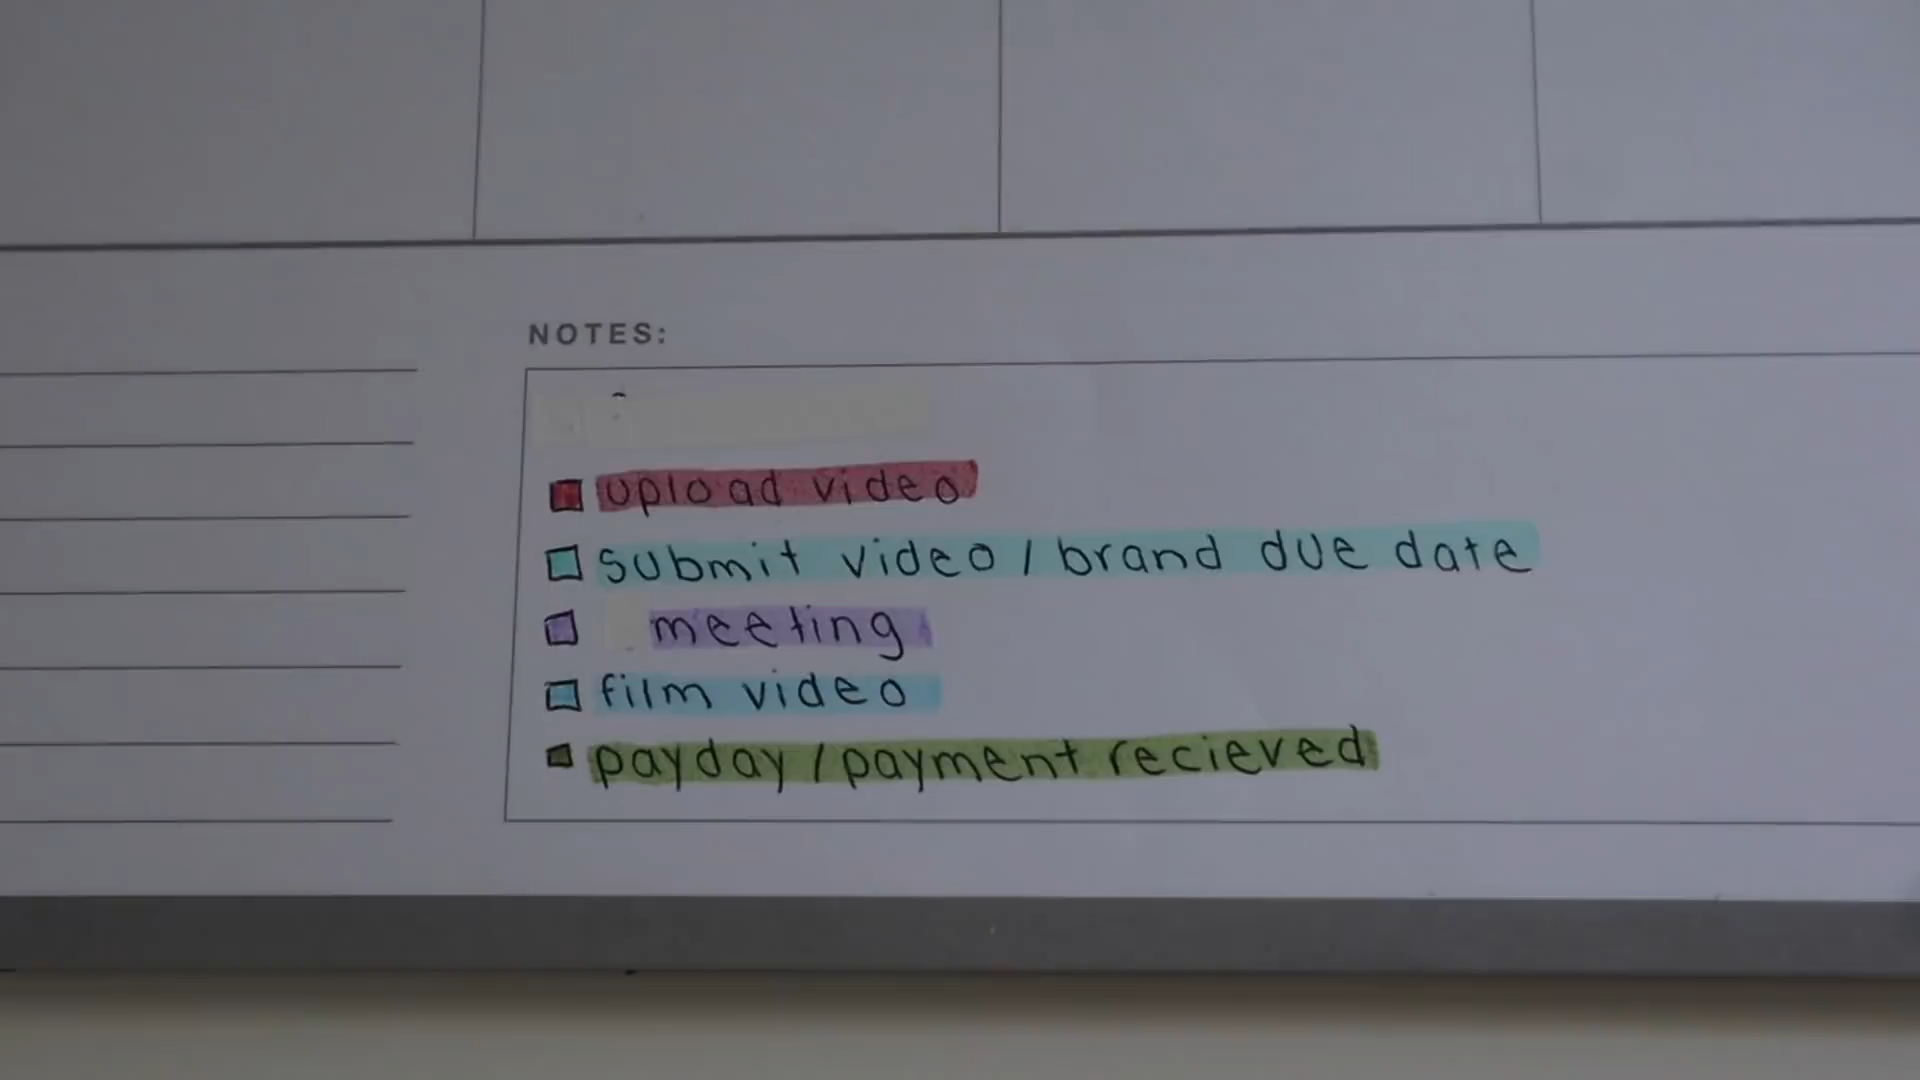 NOTES:
upload video
submit video / brand due date
meeting
film video
payday / payment recieved